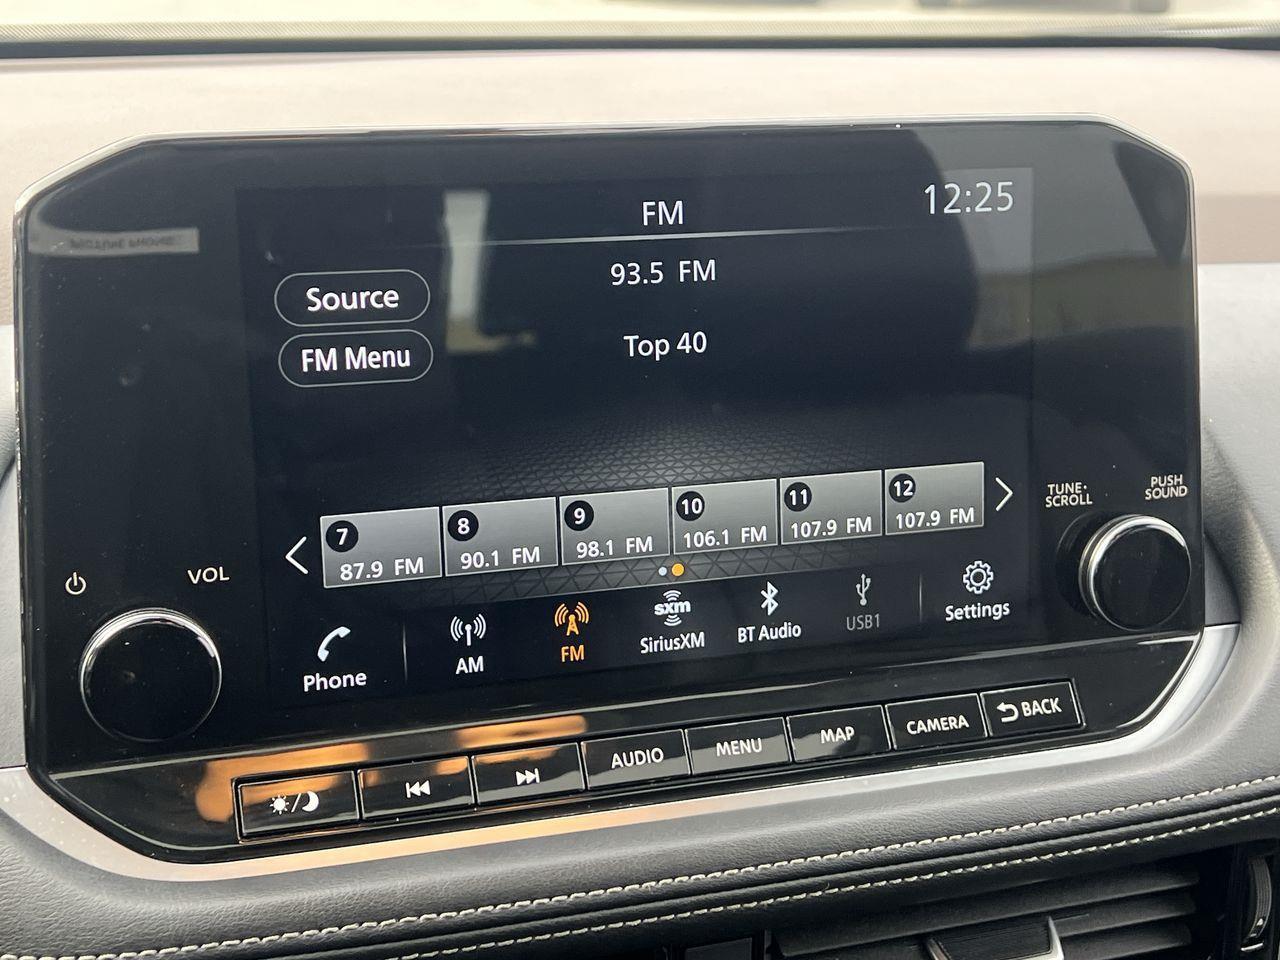 FM
12:25
Source
93.5 FM
FM Menu
Top 40
7
87.9 FM
8
90.1 FM
9
98.1 FM
10
106.1 FM
11
107.9 FM
12
107.9 FM
TUNE·
SCROLL
PUSH
SOUND
VOL
Phone
AM
FM
sxm
SiriusXM
BT Audio
USB1
Settings
AUDIO
MENU
MAP
CAMERA
BACK